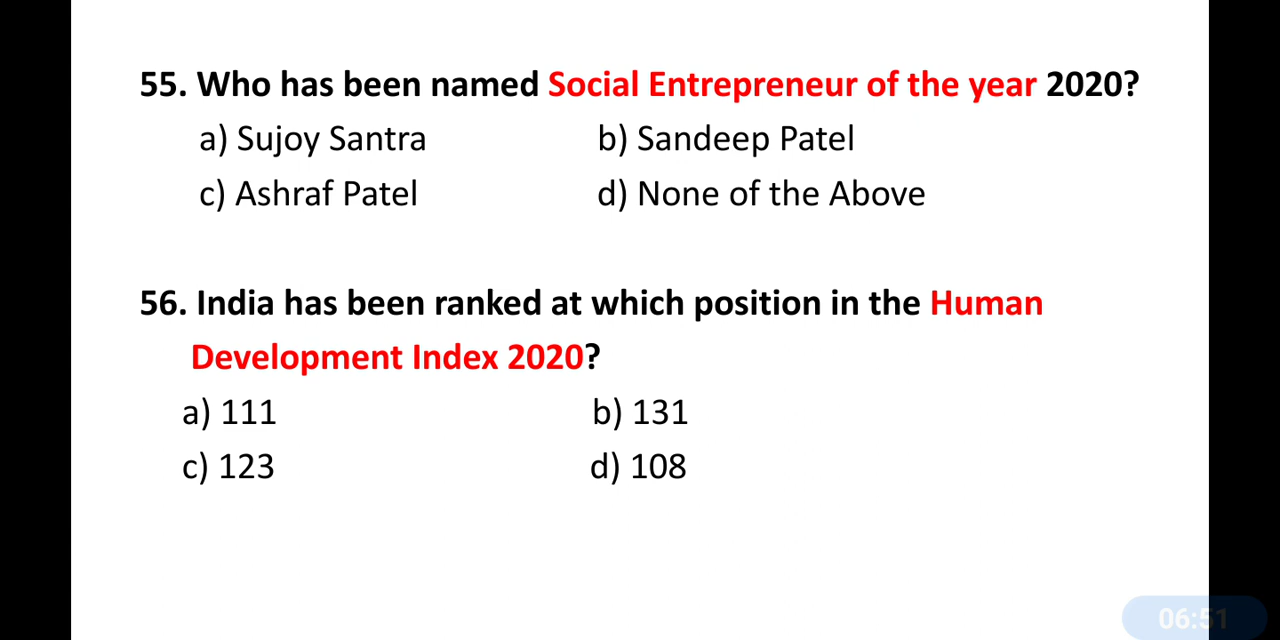 55. Who has been named Social Entrepreneur of the year 2020?
a) Sujoy Santra b) Sandeep Patel
c) Ashraf Patel d) None of the Above
56. India has been ranked at which position in the Human
Development Index 2020?
a) 111 b) 131
c) 123 d) 108
06:51